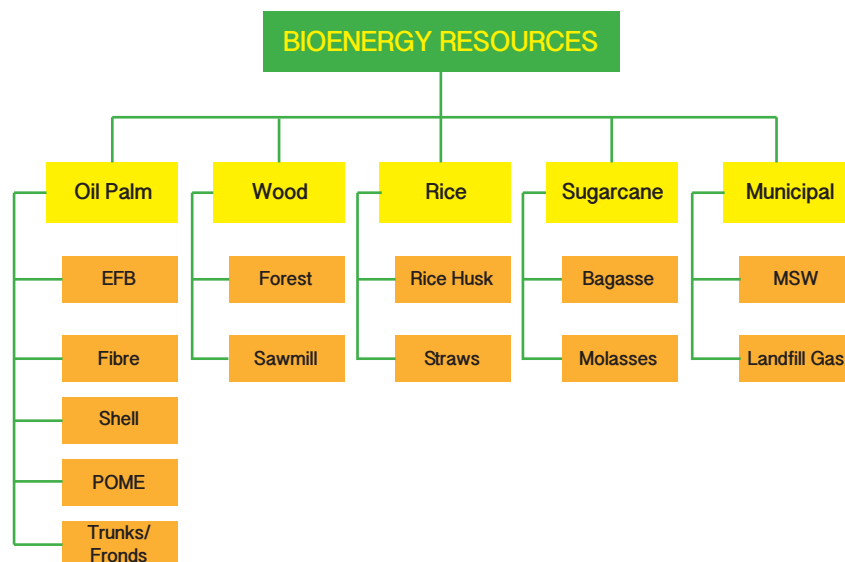 BIOENERGY RESOURCES
Oil Palm
EFB
Fibre
Shell
POME
Trunks/
Fronds
Wood
Forest
Sawmill
Rice
Rice Husk
Straws
Sugarcane
Bagasse
Molasses
Municipal
MSW
Landfill Gas